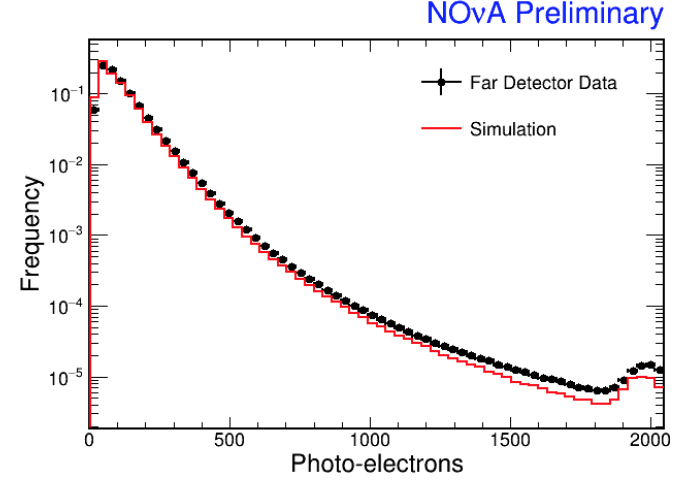 NOνA Preliminary
Far Detector Data
Simulation
Frequency
10⁻¹
10⁻²
10⁻³
10⁻⁴
10⁻⁵
0 500 1000 1500 2000
Photo-electrons